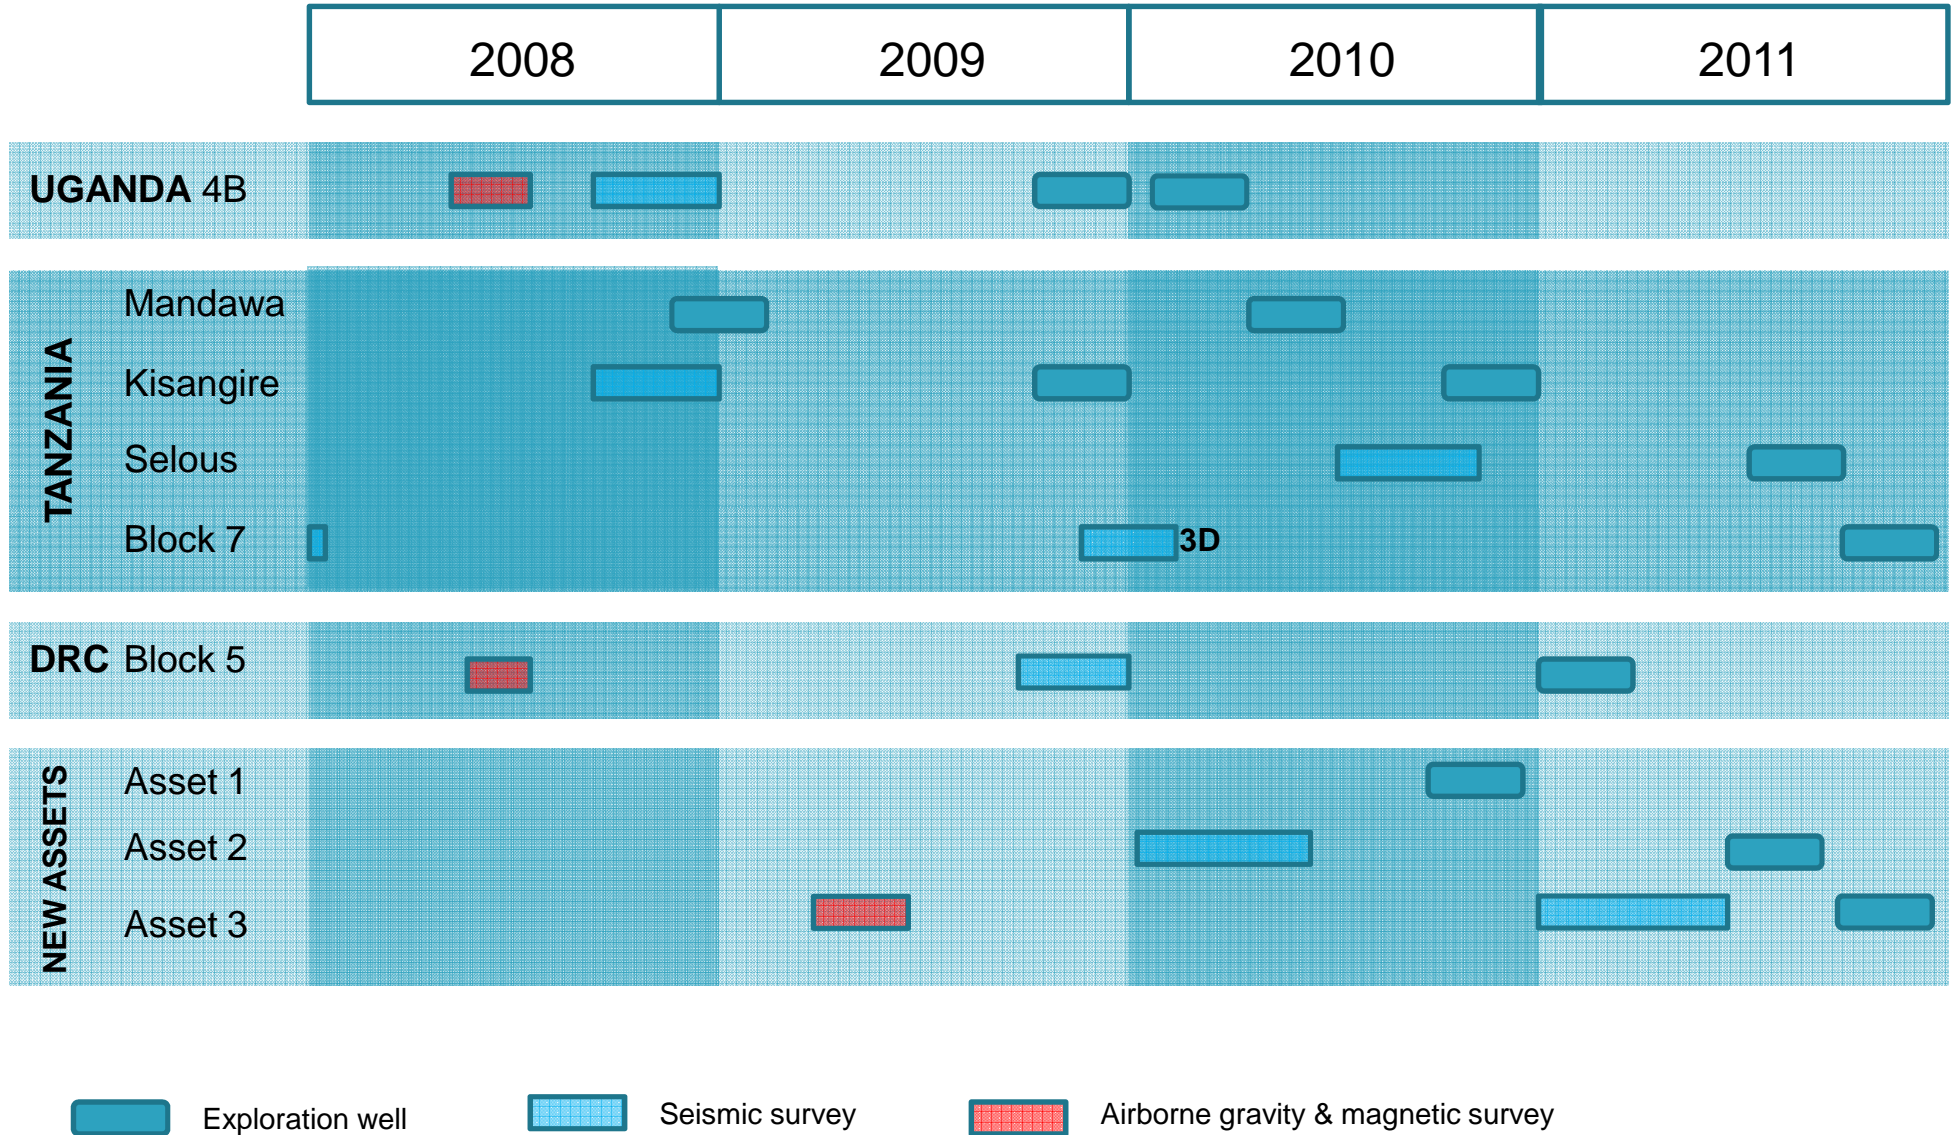 2008 2009 2010 2011
UGANDA 4B
TANZANIA
Mandawa
Kisangire
Selous
Block 7
3D
DRC Block 5
NEW ASSETS
Asset 1
Asset 2
Asset 3
Exploration well
Seismic survey
Airborne gravity & magnetic survey